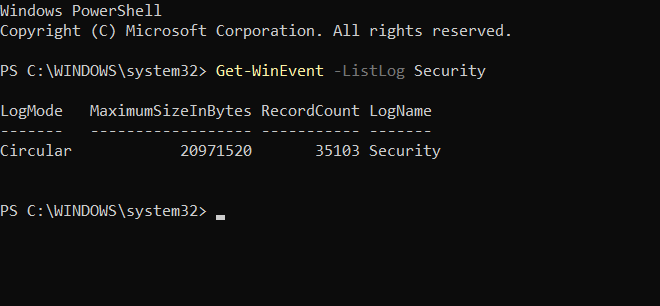 Windows PowerShell
Copyright (C) Microsoft Corporation. All rights reserved.
PS C:\WINDOWS\system32> Get-WinEvent -ListLog Security
LogMode   MaximumSizeInBytes RecordCount LogName
-------   ------------------ ----------- -------
Circular            20971520       35103 Security
PS C:\WINDOWS\system32>